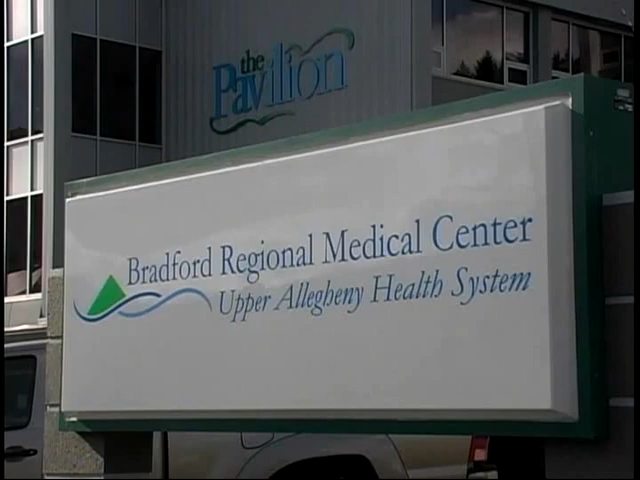 the
Pavilion
Bradford Regional Medical Center
Upper Allegheny Health System